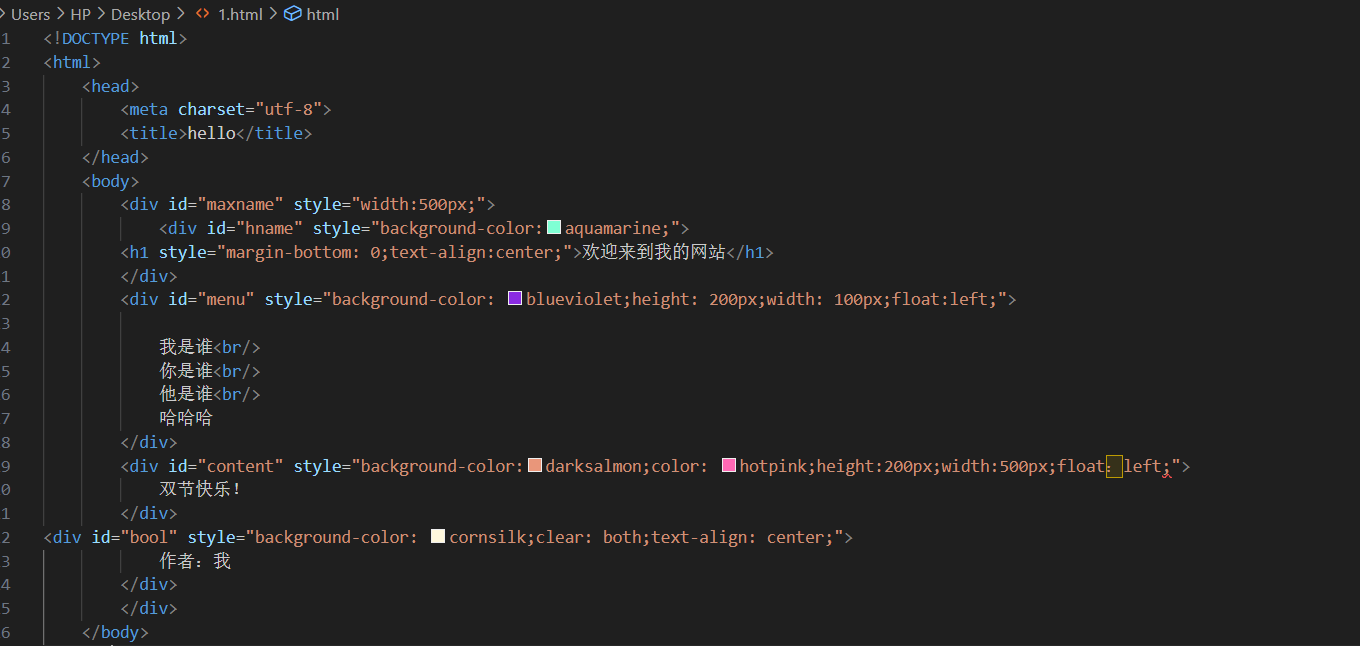 Users > HP > Desktop > <> 1.html > html
1 <!DOCTYPE html>
2 <html>
3 <head>
4 <meta charset="utf-8">
5 <title>hello</title>
6 </head>
7 <body>
8 <div id="maxname" style="width:500px;">
9 <div id="hname" style="background-color:aquamarine;">
0 <h1 style="margin-bottom: 0;text-align:center;">欢迎来到我的网站</h1>
1 </div>
2 <div id="menu" style="background-color: blueviolet;height: 200px;width: 100px;float:left;">
3
4 我是谁<br/>
5 你是谁<br/>
6 他是谁<br/>
7 哈哈哈
8 </div>
9 <div id="content" style="background-color:darksalmon;color: hotpink;height:200px;width:500px;float：left;">
0 双节快乐!
1 </div>
2 <div id="bool" style="background-color: cornsilk;clear: both;text-align: center;">
3 作者：我
4 </div>
5 </div>
6 </body>